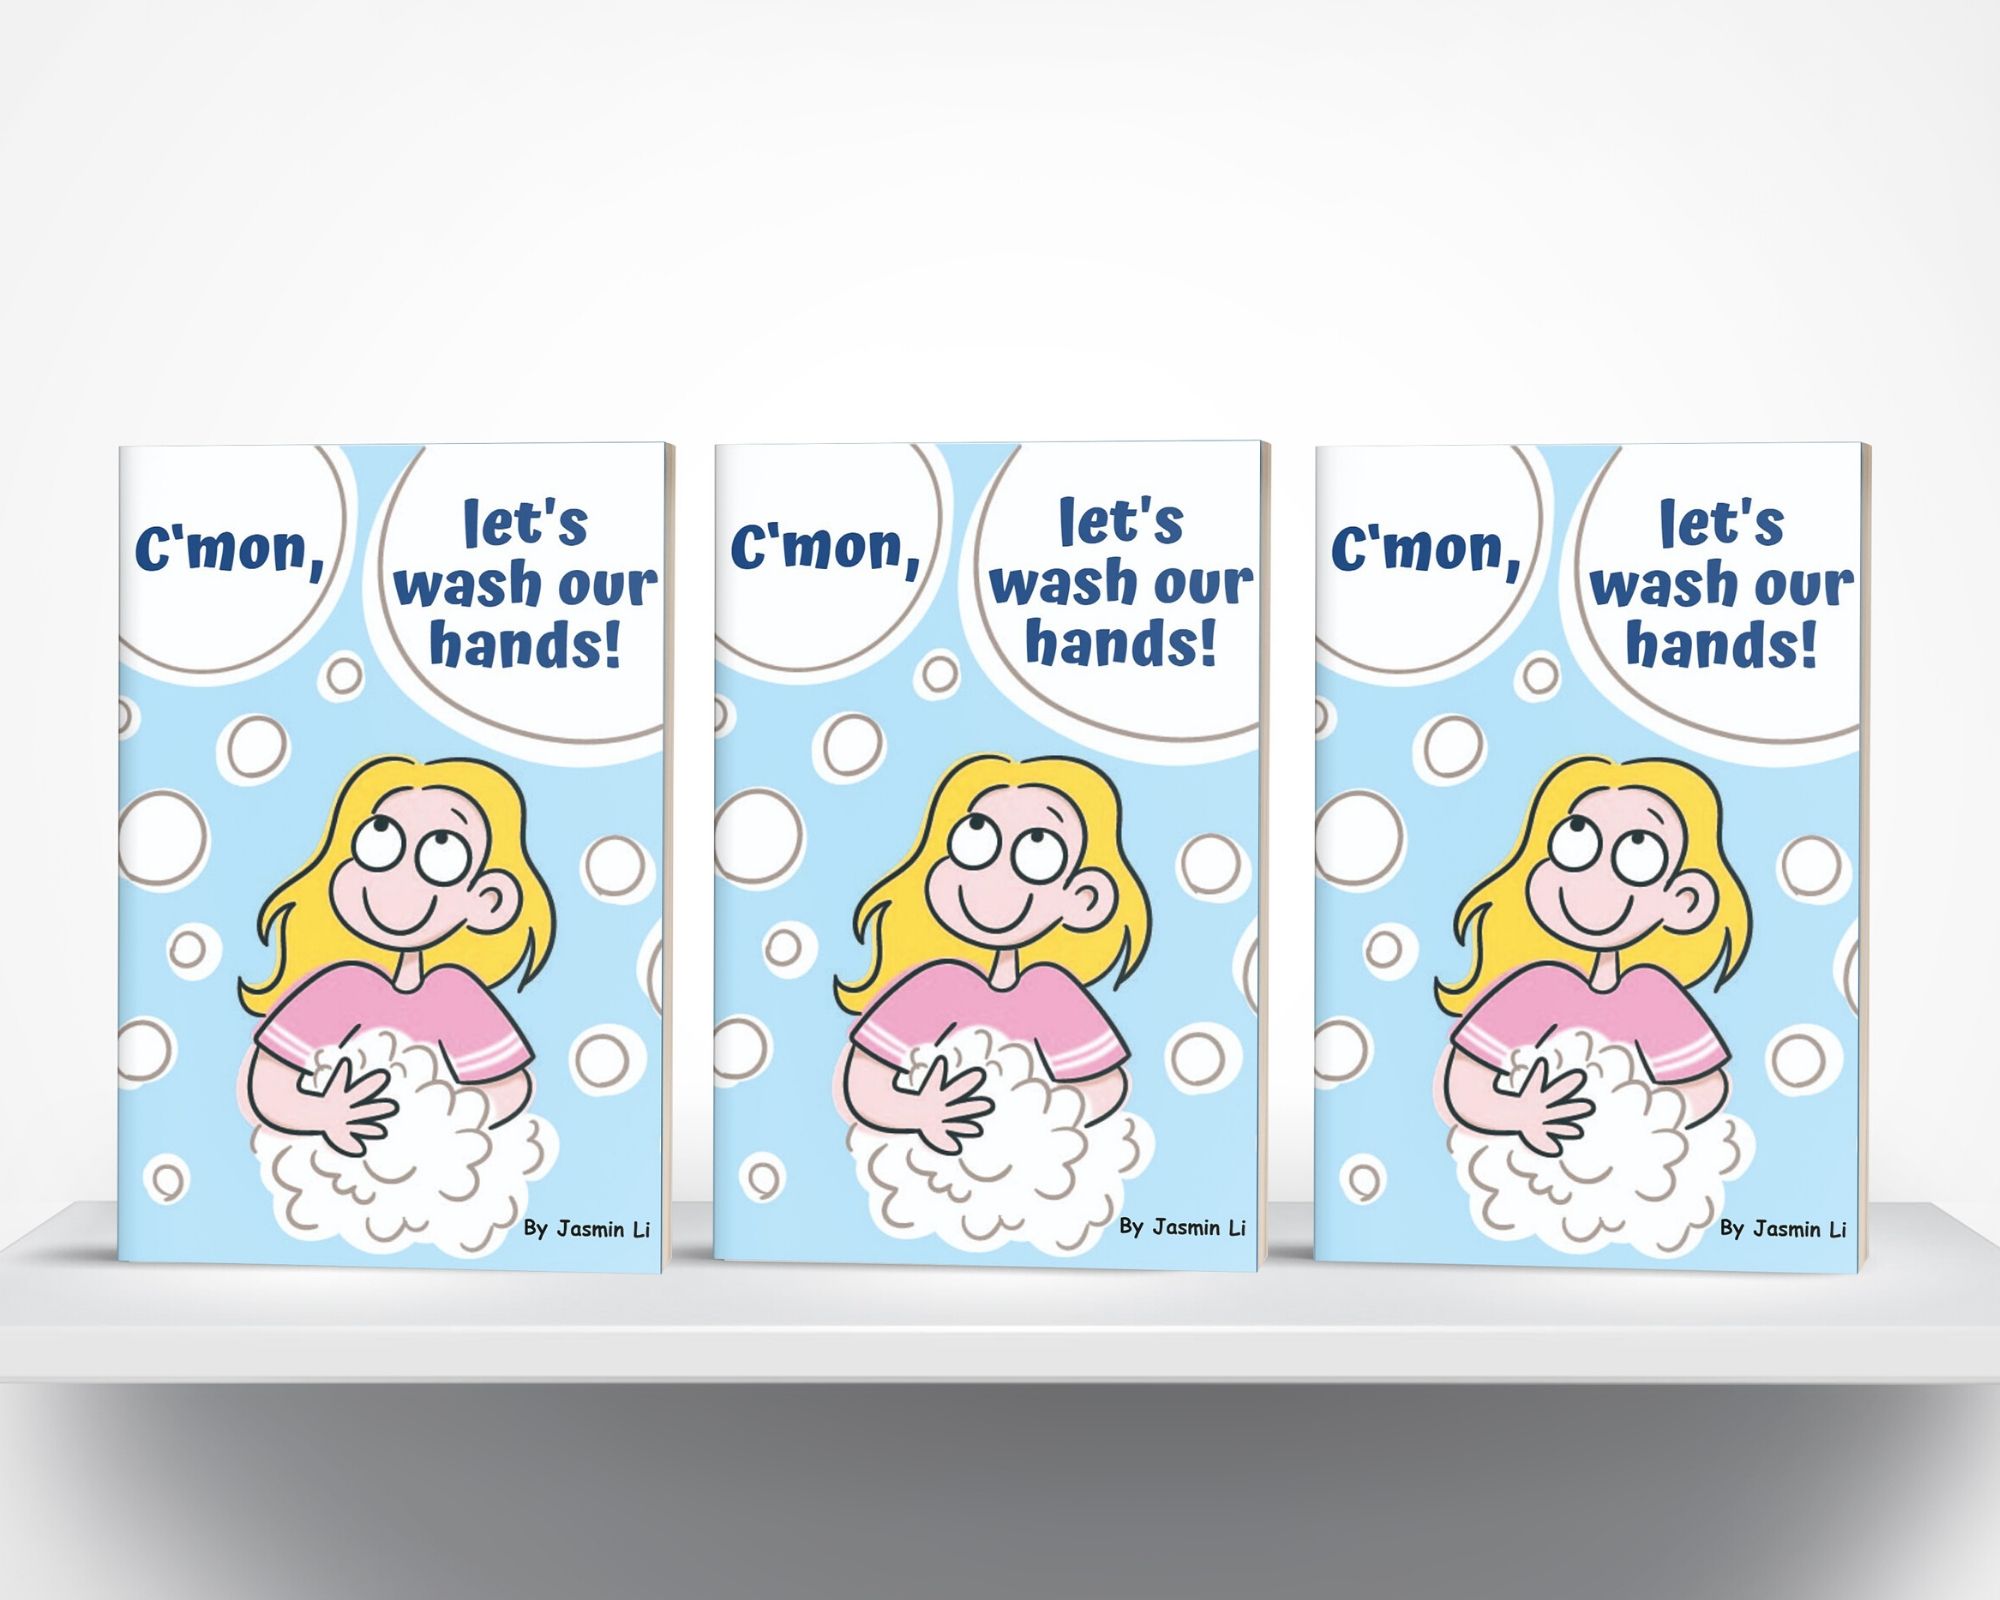 C'mon,
let's
wash our
hands!
By Jasmin Li
C'mon,
let's
wash our
hands!
By Jasmin Li
C'mon,
let's
wash our
hands!
By Jasmin Li